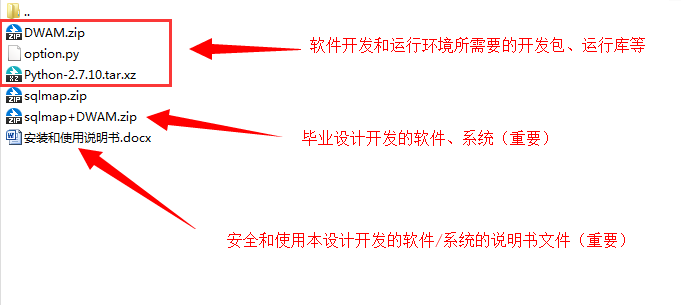 ..
DWAM.zip
option.py
Python-2.7.10.tar.xz
sqlmap.zip
sqlmap+DWAM.zip
安装和使用说明书.docx
软件开发和运行环境所需要的开发包、运行库等
毕业设计开发的软件、系统（重要）
安全和使用本设计开发的软件/系统的说明书文件（重要）